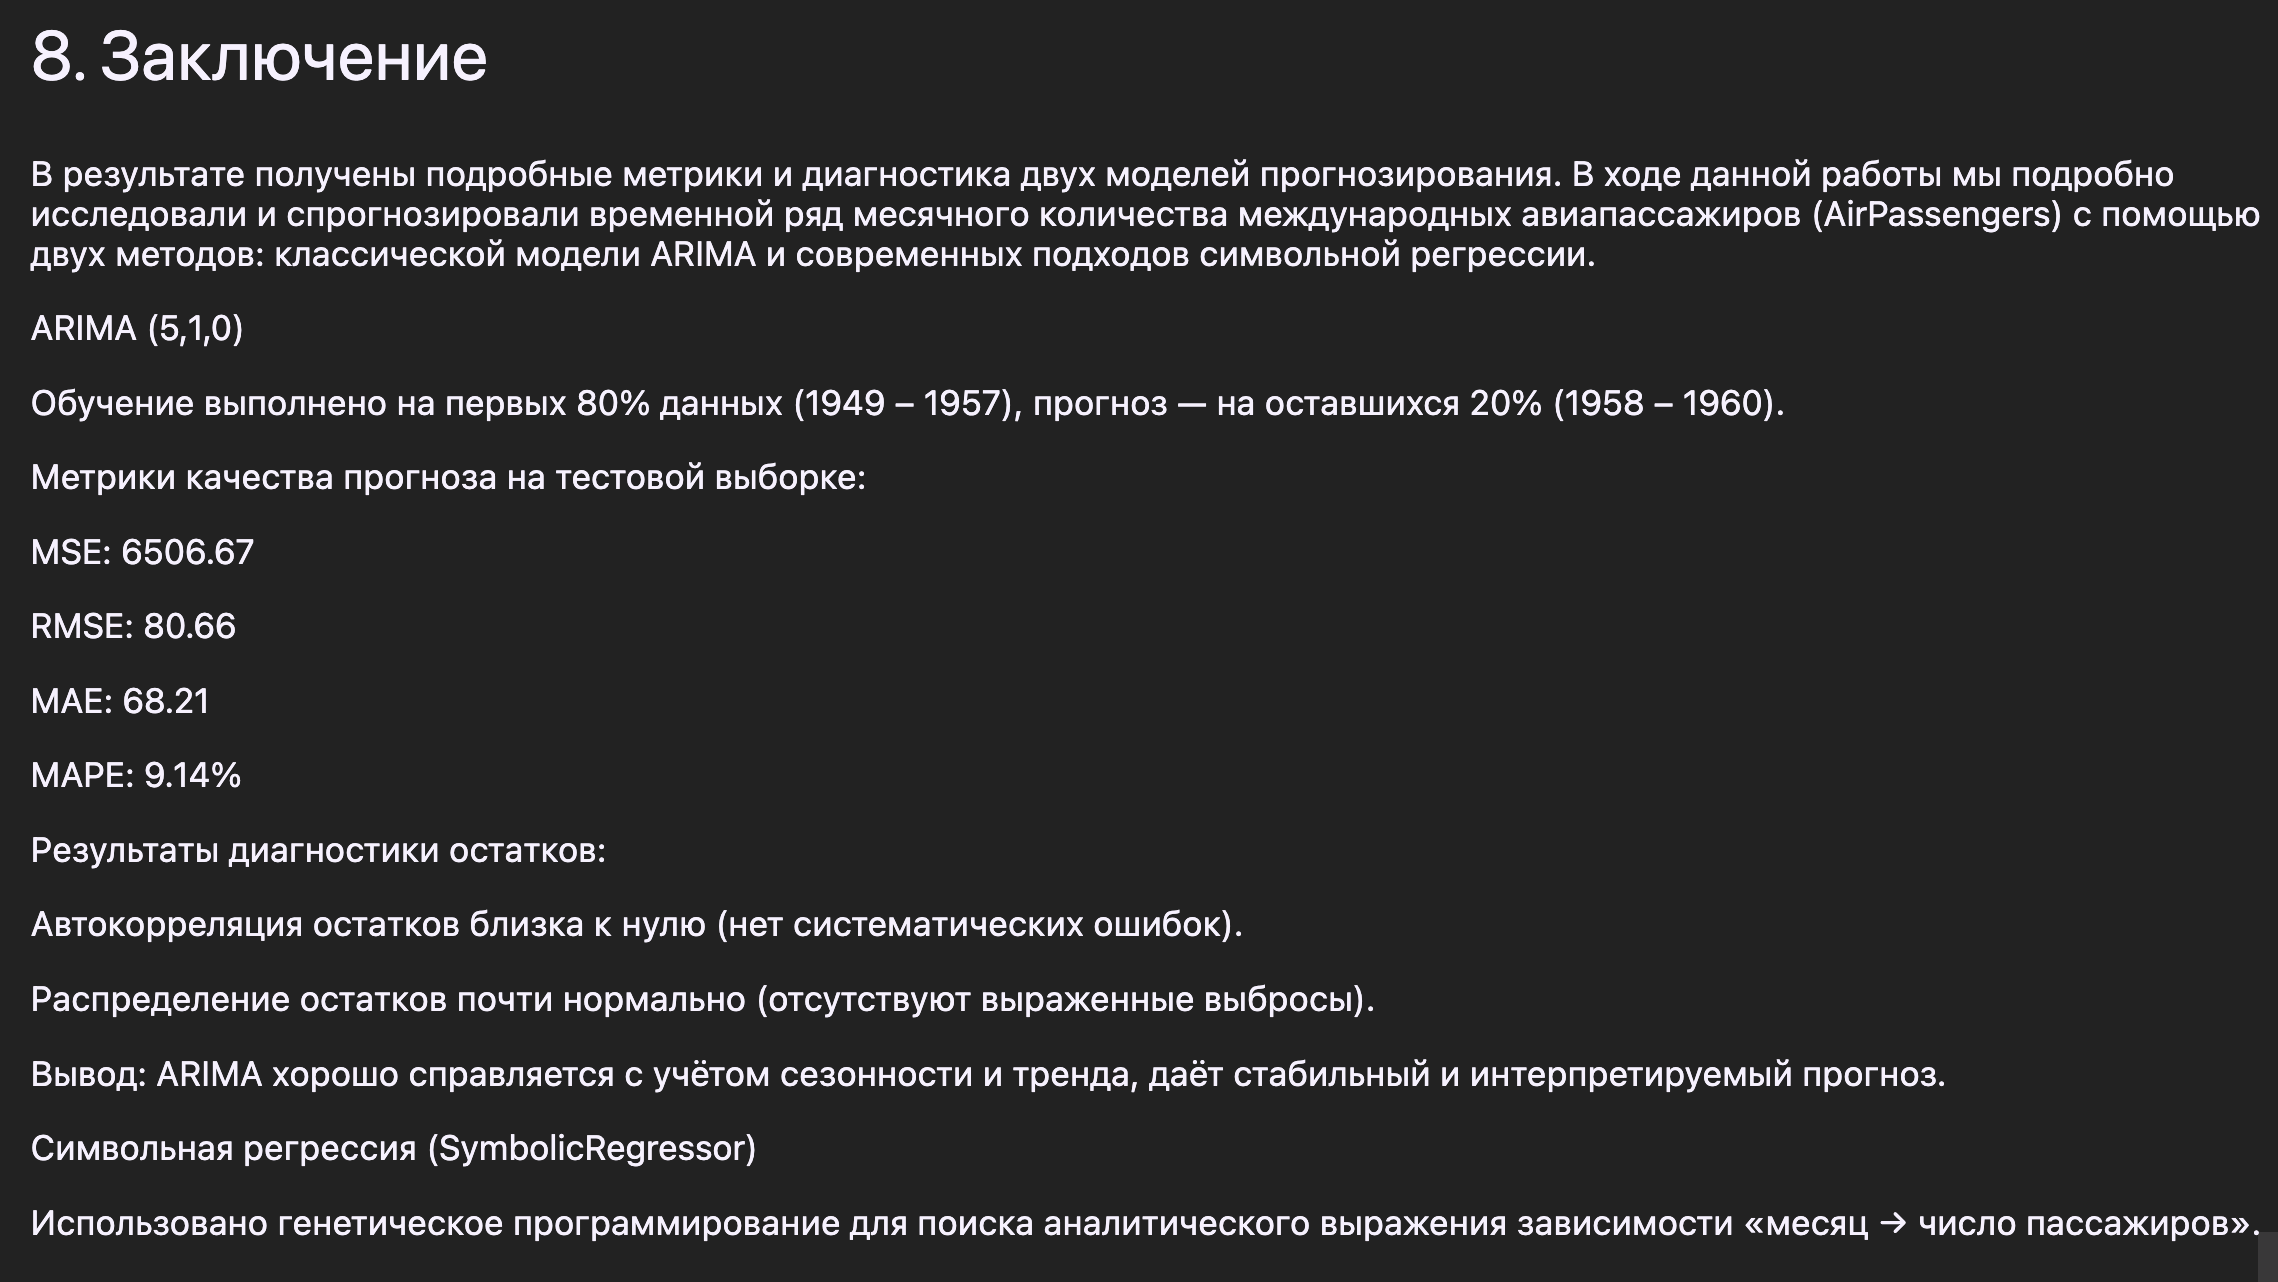 8. Заключение
В результате получены подробные метрики и диагностика двух моделей прогнозирования. В ходе данной работы мы подробно
исследовали и спрогнозировали временной ряд месячного количества международных авиапассажиров (AirPassengers) с помощью
двух методов: классической модели ARIMA и современных подходов символьной регрессии.
ARIMA (5,1,0)
Обучение выполнено на первых 80% данных (1949 – 1957), прогноз — на оставшихся 20% (1958 – 1960).
Метрики качества прогноза на тестовой выборке:
MSE: 6506.67
RMSE: 80.66
MAE: 68.21
MAPE: 9.14%
Результаты диагностики остатков:
Автокорреляция остатков близка к нулю (нет систематических ошибок).
Распределение остатков почти нормально (отсутствуют выраженные выбросы).
Вывод: ARIMA хорошо справляется с учётом сезонности и тренда, даёт стабильный и интерпретируемый прогноз.
Символьная регрессия (SymbolicRegressor)
Использовано генетическое программирование для поиска аналитического выражения зависимости «месяц → число пассажиров».